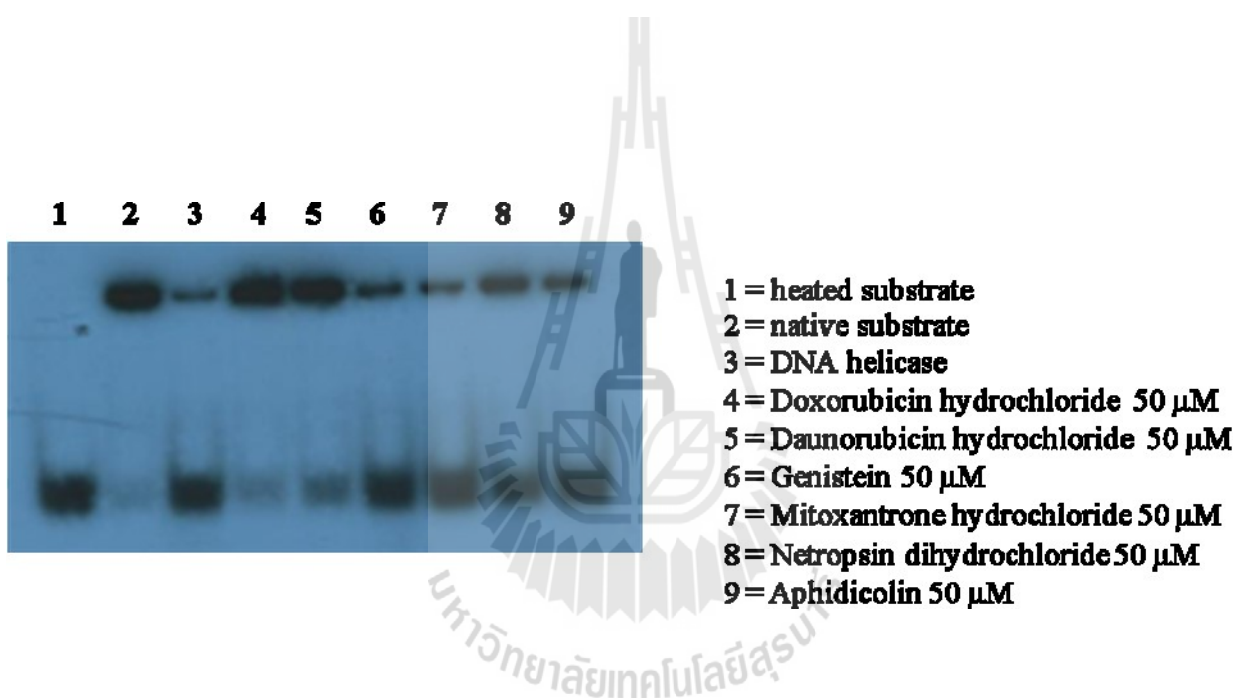 1 2 3 4 5 6 7 8 9
1 = heated substrate
2 = native substrate
3 = DNA helicase
4 = Doxorubicin hydrochloride 50 μM
5 = Daunorubicin hydrochloride 50 μM
6 = Genistein 50 μM
7 = Mitoxantrone hydrochloride 50 μM
8 = Netropsin dihydrochloride 50 μM
9 = Aphidicolin 50 μM
มหาวิทยาลัยเทคโนโลยีสุรนารี